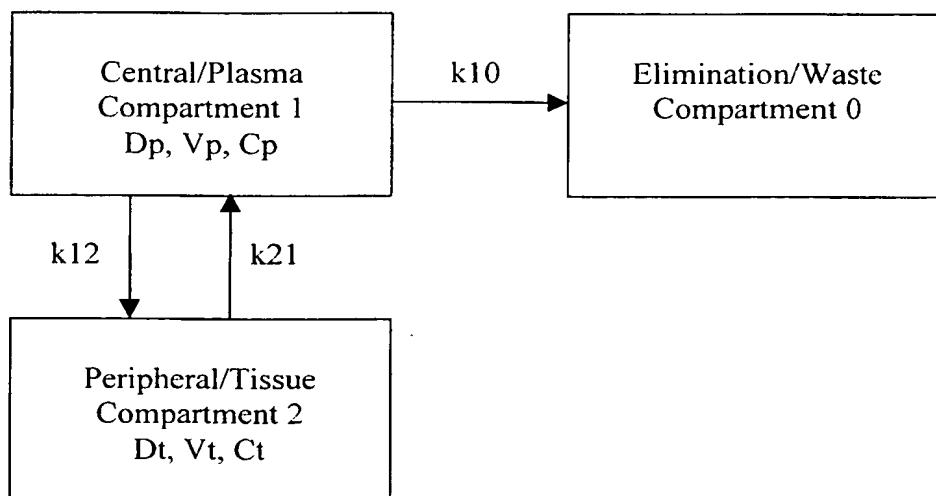 Central/Plasma
Compartment 1
Dp, Vp, Cp
k10
Elimination/Waste
Compartment 0
k12
k21
Peripheral/Tissue
Compartment 2
Dt, Vt, Ct